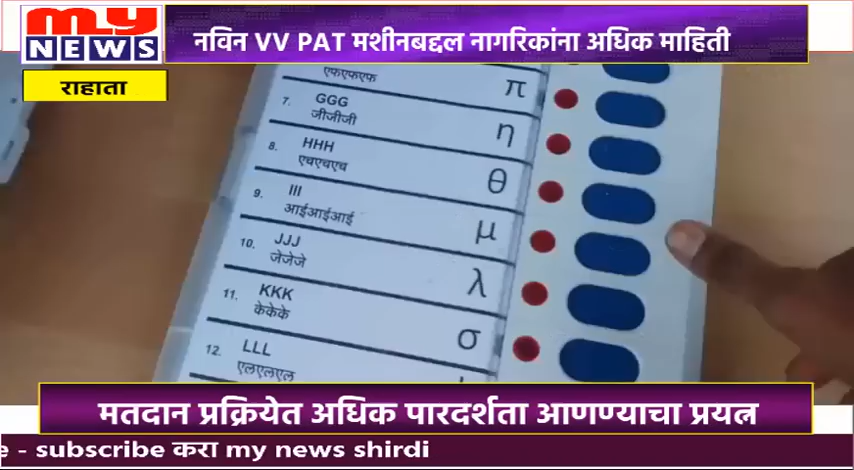 my
NEWS
नविन VV PAT मशीनबद्दल नागरिकांना अधिक माहिती
राहाता
एफएफएफ
π
7. GGG
जीजीजी
η
8. HHH
एचएचएच
θ
9. III
आईआईआई
μ
10. JJJ
जेजेजे
λ
11. KKK
केकेके
σ
12. LLL
एलएलएल
मतदान प्रक्रियेत अधिक पारदर्शता आणण्याचा प्रयत्न
- subscribe करा my news shirdi